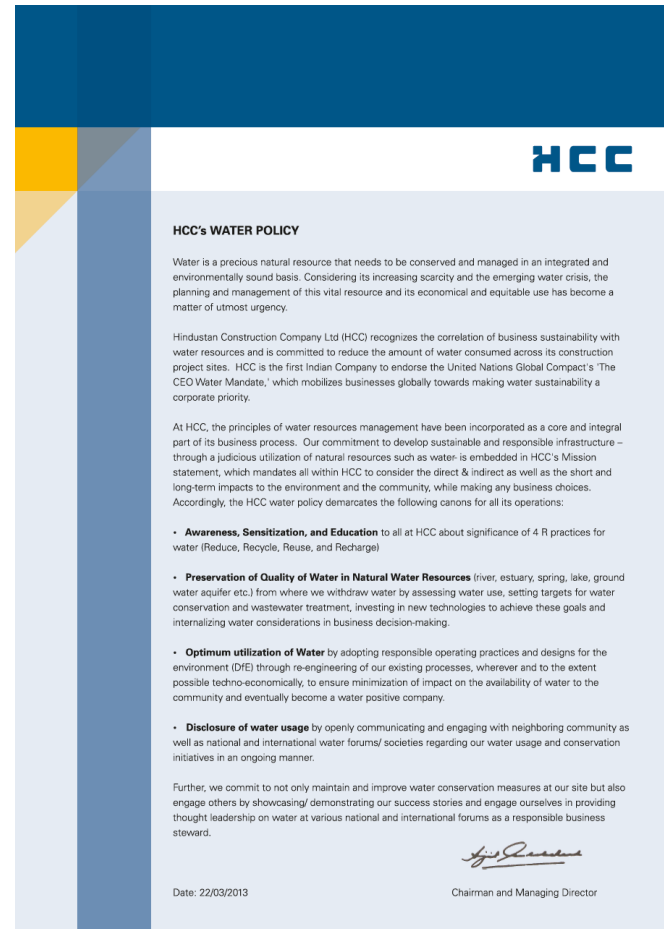 HCC
HCC's WATER POLICY
Water is a precious natural resource that needs to be conserved and managed in an integrated and
environmentally sound basis. Considering its increasing scarcity and the emerging water crisis, the
planning and management of this vital resource and its economical and equitable use has become a
matter of utmost urgency.
Hindustan Construction Company Ltd (HCC) recognizes the correlation of business sustainability with
water resources and is committed to reduce the amount of water consumed across its construction
project sites. HCC is the first Indian Company to endorse the United Nations Global Compact's 'The
CEO Water Mandate,' which mobilizes businesses globally towards making water sustainability a
corporate priority.
At HCC, the principles of water resources management have been incorporated as a core and integral
part of its business process. Our commitment to develop sustainable and responsible infrastructure –
through a judicious utilization of natural resources such as water- is embedded in HCC's Mission
statement, which mandates all within HCC to consider the direct & indirect as well as the short and
long-term impacts to the environment and the community, while making any business choices.
Accordingly, the HCC water policy demarcates the following canons for all its operations:
• Awareness, Sensitization, and Education to all at HCC about significance of 4 R practices for
water (Reduce, Recycle, Reuse, and Recharge)
• Preservation of Quality of Water in Natural Water Resources (river, estuary, spring, lake, ground
water aquifer etc.) from where we withdraw water by assessing water use, setting targets for water
conservation and wastewater treatment, investing in new technologies to achieve these goals and
internalizing water considerations in business decision-making.
• Optimum utilization of Water by adopting responsible operating practices and designs for the
environment (DfE) through re-engineering of our existing processes, wherever and to the extent
possible techno-economically, to ensure minimization of impact on the availability of water to the
community and eventually become a water positive company.
• Disclosure of water usage by openly communicating and engaging with neighboring community as
well as national and international water forums/ societies regarding our water usage and conservation
initiatives in an ongoing manner.
Further, we commit to not only maintain and improve water conservation measures at our site but also
engage others by showcasing/ demonstrating our success stories and engage ourselves in providing
thought leadership on water at various national and international forums as a responsible business
steward.
Date: 22/03/2013
Chairman and Managing Director